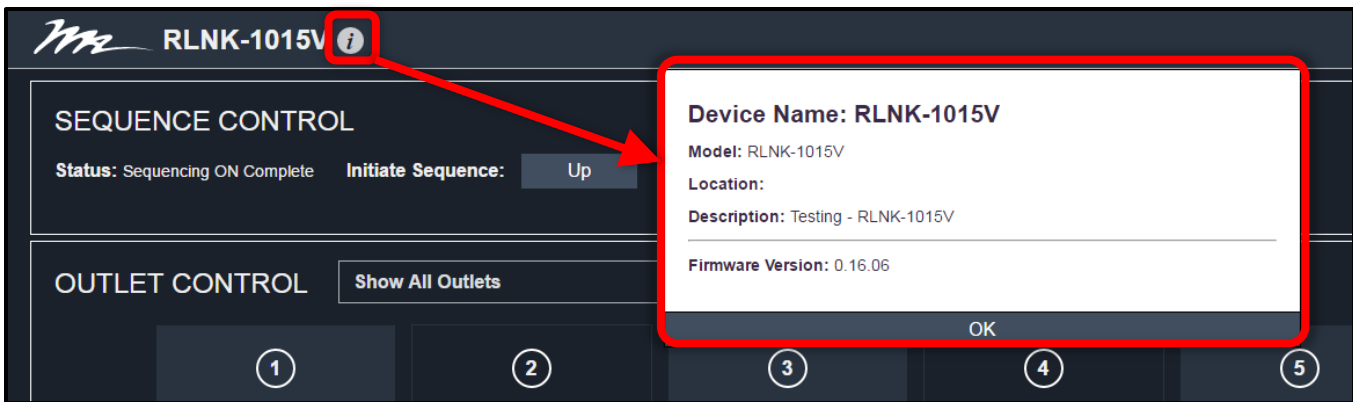 RLNK-1015V i
SEQUENCE CONTROL
Status: Sequencing ON Complete Initiate Sequence: Up
OUTLET CONTROL Show All Outlets
1 2 3 4 5
Device Name: RLNK-1015V
Model: RLNK-1015V
Location:
Description: Testing - RLNK-1015V
Firmware Version: 0.16.06
OK